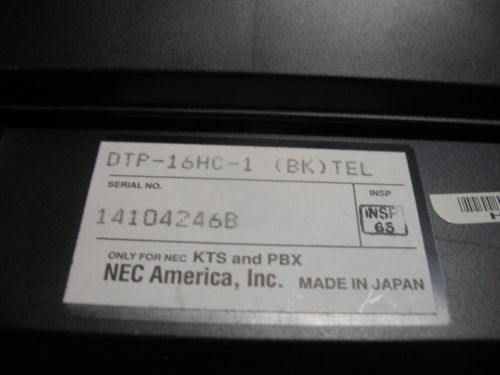 DTP-16HC-1 (BK)TEL
SERIAL NO.
INSP
14104246B
INSP
65
ONLY FOR NEC KTS and PBX
NEC America, Inc. MADE IN JAPAN